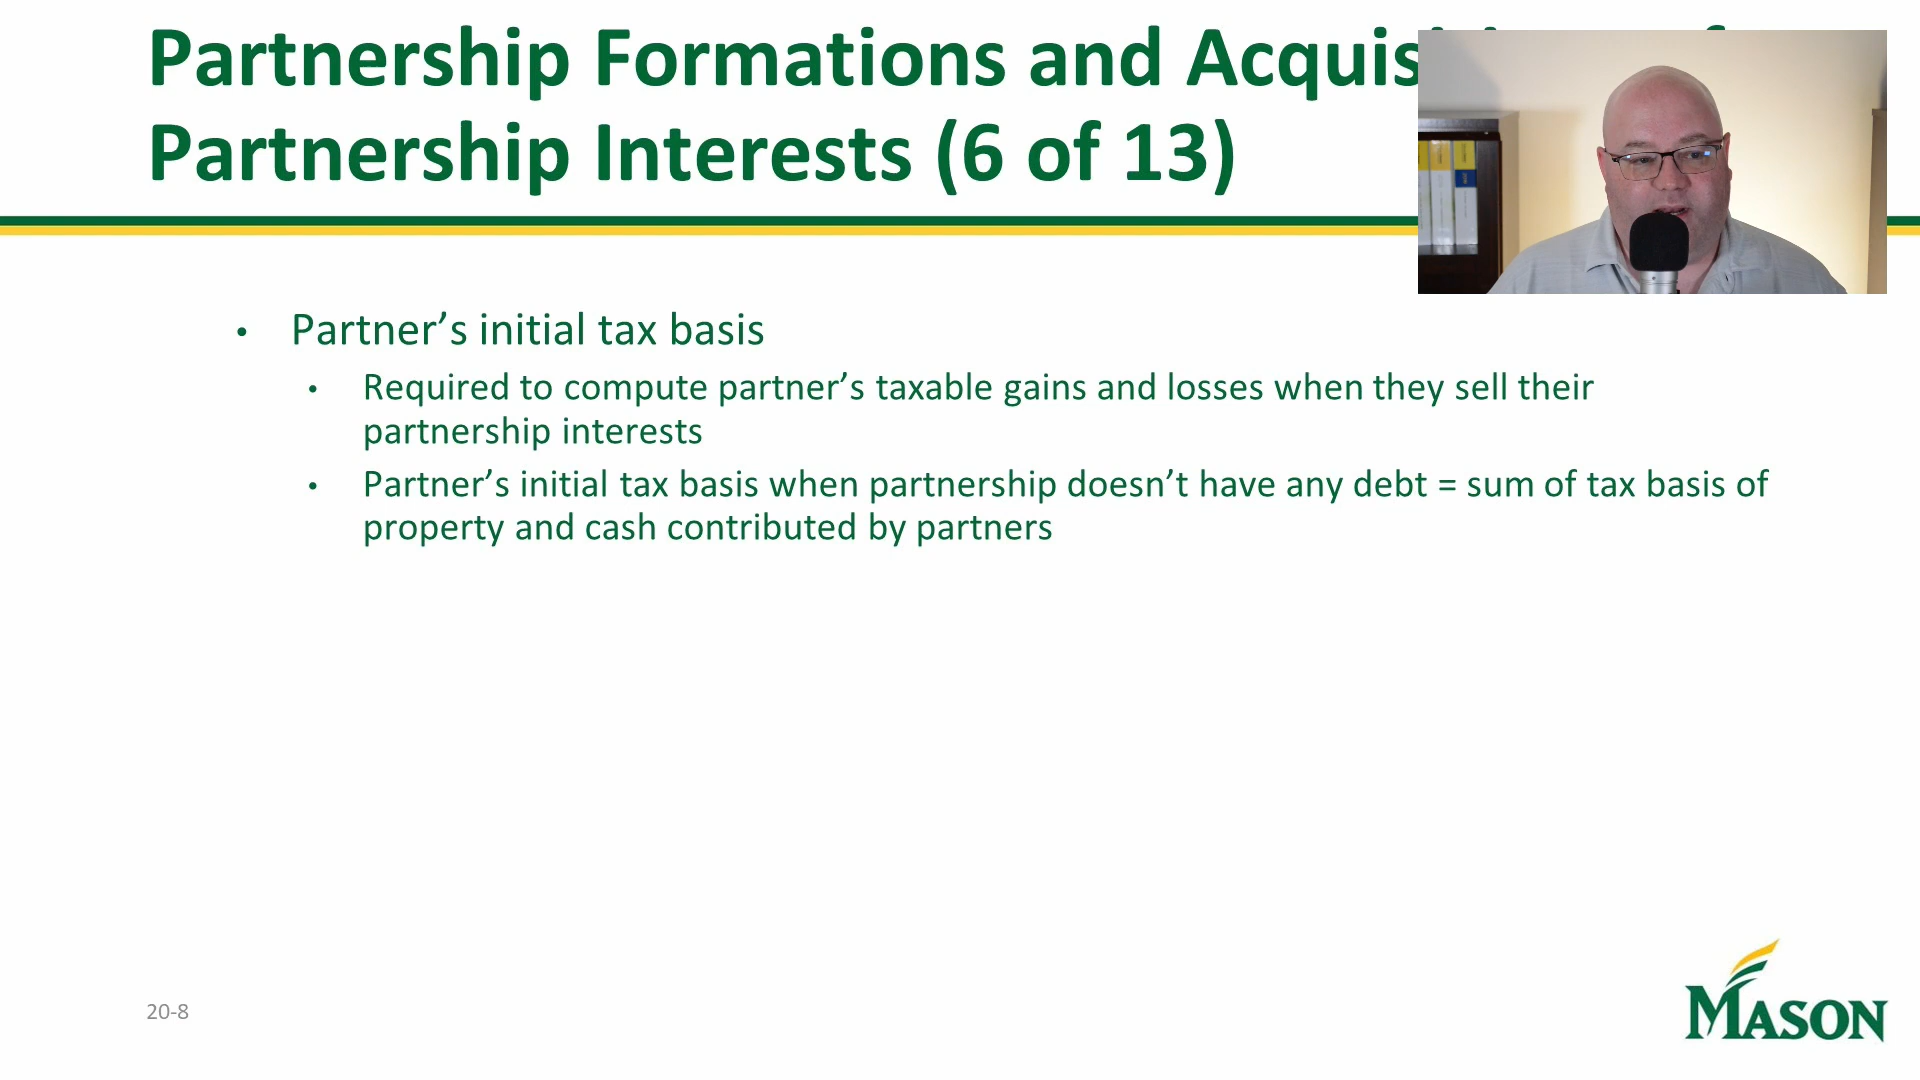 Partnership Formations and Acquis
Partnership Interests (6 of 13)
• Partner’s initial tax basis
• Required to compute partner’s taxable gains and losses when they sell their
partnership interests
• Partner’s initial tax basis when partnership doesn’t have any debt = sum of tax basis of
property and cash contributed by partners
20-8
MASON